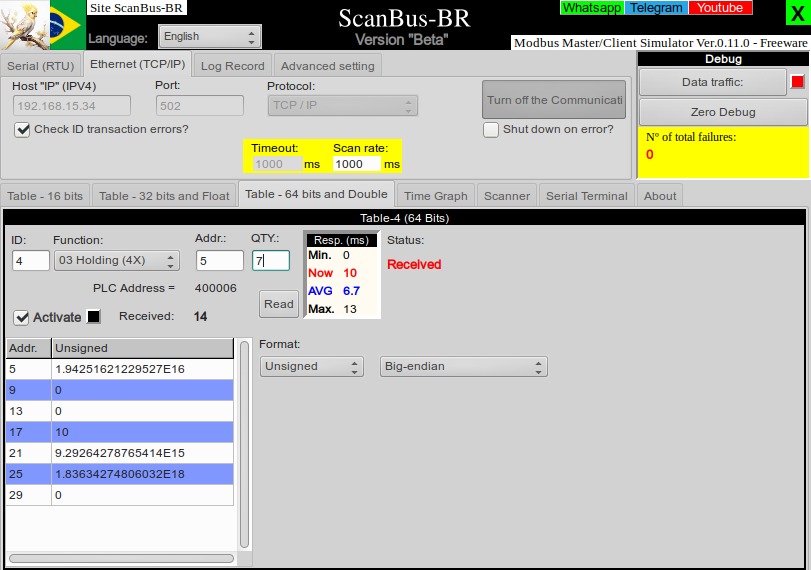 Site ScanBus-BR
Whatsapp Telegram Youtube
X
ScanBus-BR
Language: English
Version "Beta"
Modbus Master/Client Simulator Ver.0.11.0 - Freeware
Serial (RTU) Ethernet (TCP/IP) Log Record Advanced setting
Debug
Host "IP" (IPV4) Port: Protocol:
192.168.15.34 502 TCP / IP
Turn off the Communicati
Data traffic:
Zero Debug
Check ID transaction errors?
Shut down on error?
Nº of total failures:
0
Timeout: Scan rate:
1000 ms 1000 ms
Table - 16 bits Table - 32 bits and Float Table - 64 bits and Double Time Graph Scanner Serial Terminal About
Table-4 (64 Bits)
ID: Function: Addr.: QTY.:
4 03 Holding (4X) 5 7
Resp. (ms)
Min. 0
Now 10
AVG 6.7
Max. 13
Status:
Received
PLC Address = 400006
Read
Activate Received: 14
Addr. Unsigned
5 1.94251621229527E16
9 0
13 0
17 10
21 9.29264278765414E15
25 1.83634274806032E18
29 0
Format:
Unsigned Big-endian